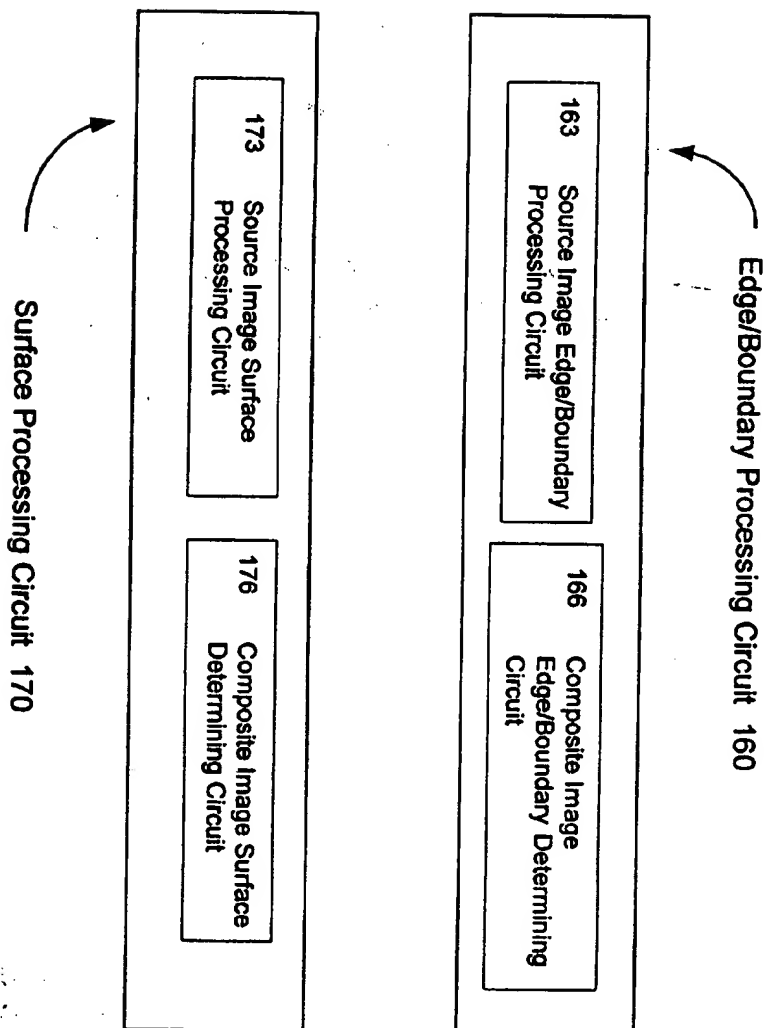 Edge/Boundary Processing Circuit 160
163 Source Image Edge/Boundary
Processing Circuit
166 Composite Image
Edge/Boundary Determining
Circuit
173 Source Image Surface
Processing Circuit
176 Composite Image Surface
Determining Circuit
Surface Processing Circuit 170